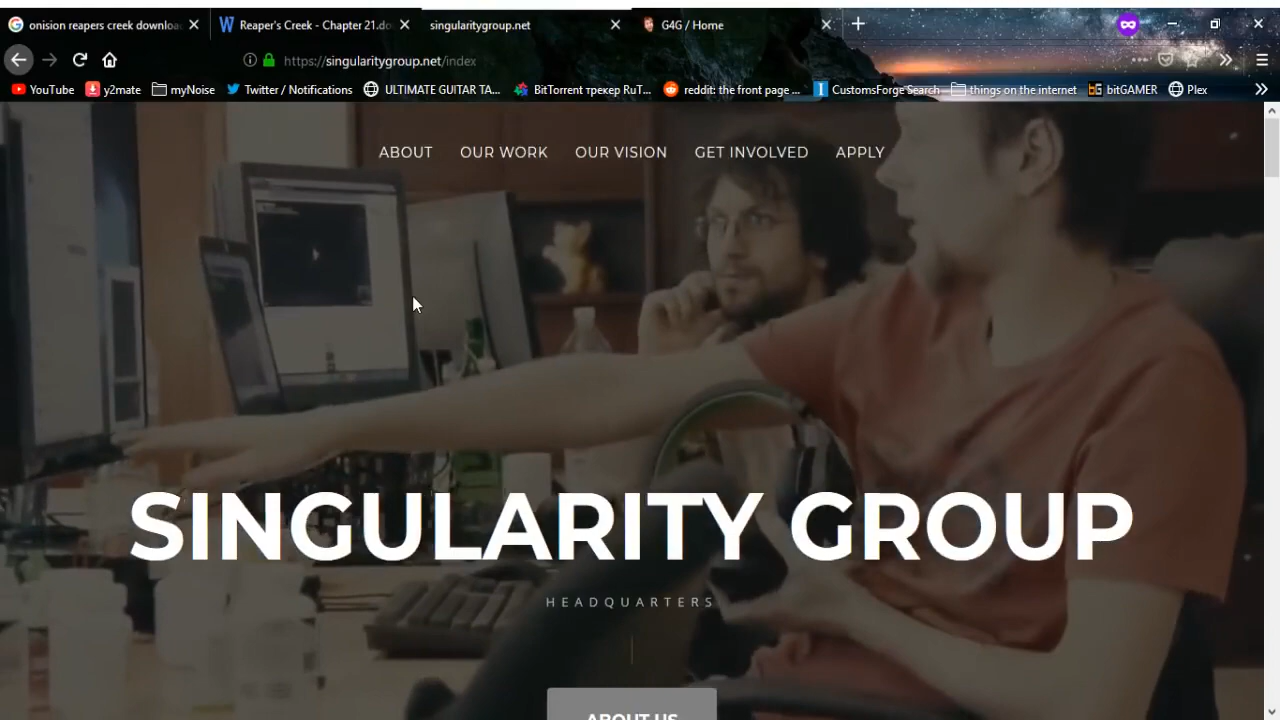 onision reapers creek downloa
Reaper's Creek - Chapter 21.do
singularitygroup.net
G4G / Home
https://singularitygroup.net/index
YouTube
y2mate
myNoise
Twitter / Notifications
ULTIMATE GUITAR TA...
BitTorrent трекер RuT...
reddit: the front page ...
CustomsForge Search
things on the internet
bitGAMER
Plex
ABOUT
OUR WORK
OUR VISION
GET INVOLVED
APPLY
SINGULARITY GROUP
HEADQUARTERS
ABOUT US